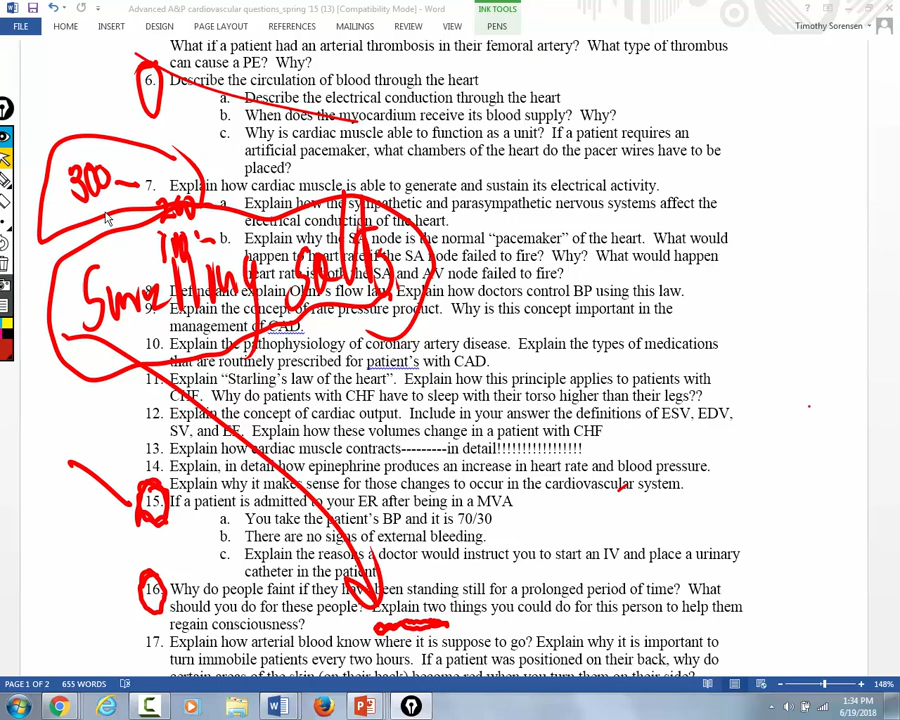 Advanced A&P cardiovascular questions_spring '15 (13) [Compatibility Mode] - Word
INK TOOLS
FILE HOME INSERT DESIGN PAGE LAYOUT REFERENCES MAILINGS REVIEW VIEW PENS
Timothy Sorensen
What if a patient had an arterial thrombosis in their femoral artery? What type of thrombus
can cause a PE? Why?
6. Describe the circulation of blood through the heart
a. Describe the electrical conduction through the heart
b. When does the myocardium receive its blood supply? Why?
c. Why is cardiac muscle able to function as a unit? If a patient requires an
artificial pacemaker, what chambers of the heart do the pacer wires have to be
placed?
300 –
7. Explain how cardiac muscle is able to generate and sustain its electrical activity.
a. Explain how the sympathetic and parasympathetic nervous systems affect the
electrical conduction of the heart.
b. Explain why the SA node is the normal "pacemaker" of the heart. What would
happen to heart rate if the SA node failed to fire? Why? What would happen
heart rate is both the SA and AV node failed to fire?
Smelling salts
8. Define and explain Ohm's flow law. Explain how doctors control BP using this law.
9. Explain the concept of rate pressure product. Why is this concept important in the
management of CAD.
10. Explain the pathophysiology of coronary artery disease. Explain the types of medications
that are routinely prescribed for patient's with CAD.
11. Explain "Starling's law of the heart". Explain how this principle applies to patients with
CHF. Why do patients with CHF have to sleep with their torso higher than their legs??
12. Explain the concept of cardiac output. Include in your answer the definitions of ESV, EDV,
SV, and EF. Explain how these volumes change in a patient with CHF
13. Explain how cardiac muscle contracts---------in detail!!!!!!!!!!!!!!!!!
14. Explain, in detail how epinephrine produces an increase in heart rate and blood pressure.
Explain why it makes sense for those changes to occur in the cardiovascular system.
15. If a patient is admitted to your ER after being in a MVA
a. You take the patient's BP and it is 70/30
b. There are no signs of external bleeding.
c. Explain the reasons a doctor would instruct you to start an IV and place a urinary
catheter in the patient
16. Why do people faint if they have been standing still for a prolonged period of time? What
should you do for these people? Explain two things you could do for this person to help them
regain consciousness?
17. Explain how arterial blood know where it is suppose to go? Explain why it is important to
turn immobile patients every two hours. If a patient was positioned on their back, why do
certain areas of the skin (on their back) become red when you turn them on their side?
PAGE 1 OF 2 655 WORDS
148%
1:34 PM
6/19/2018